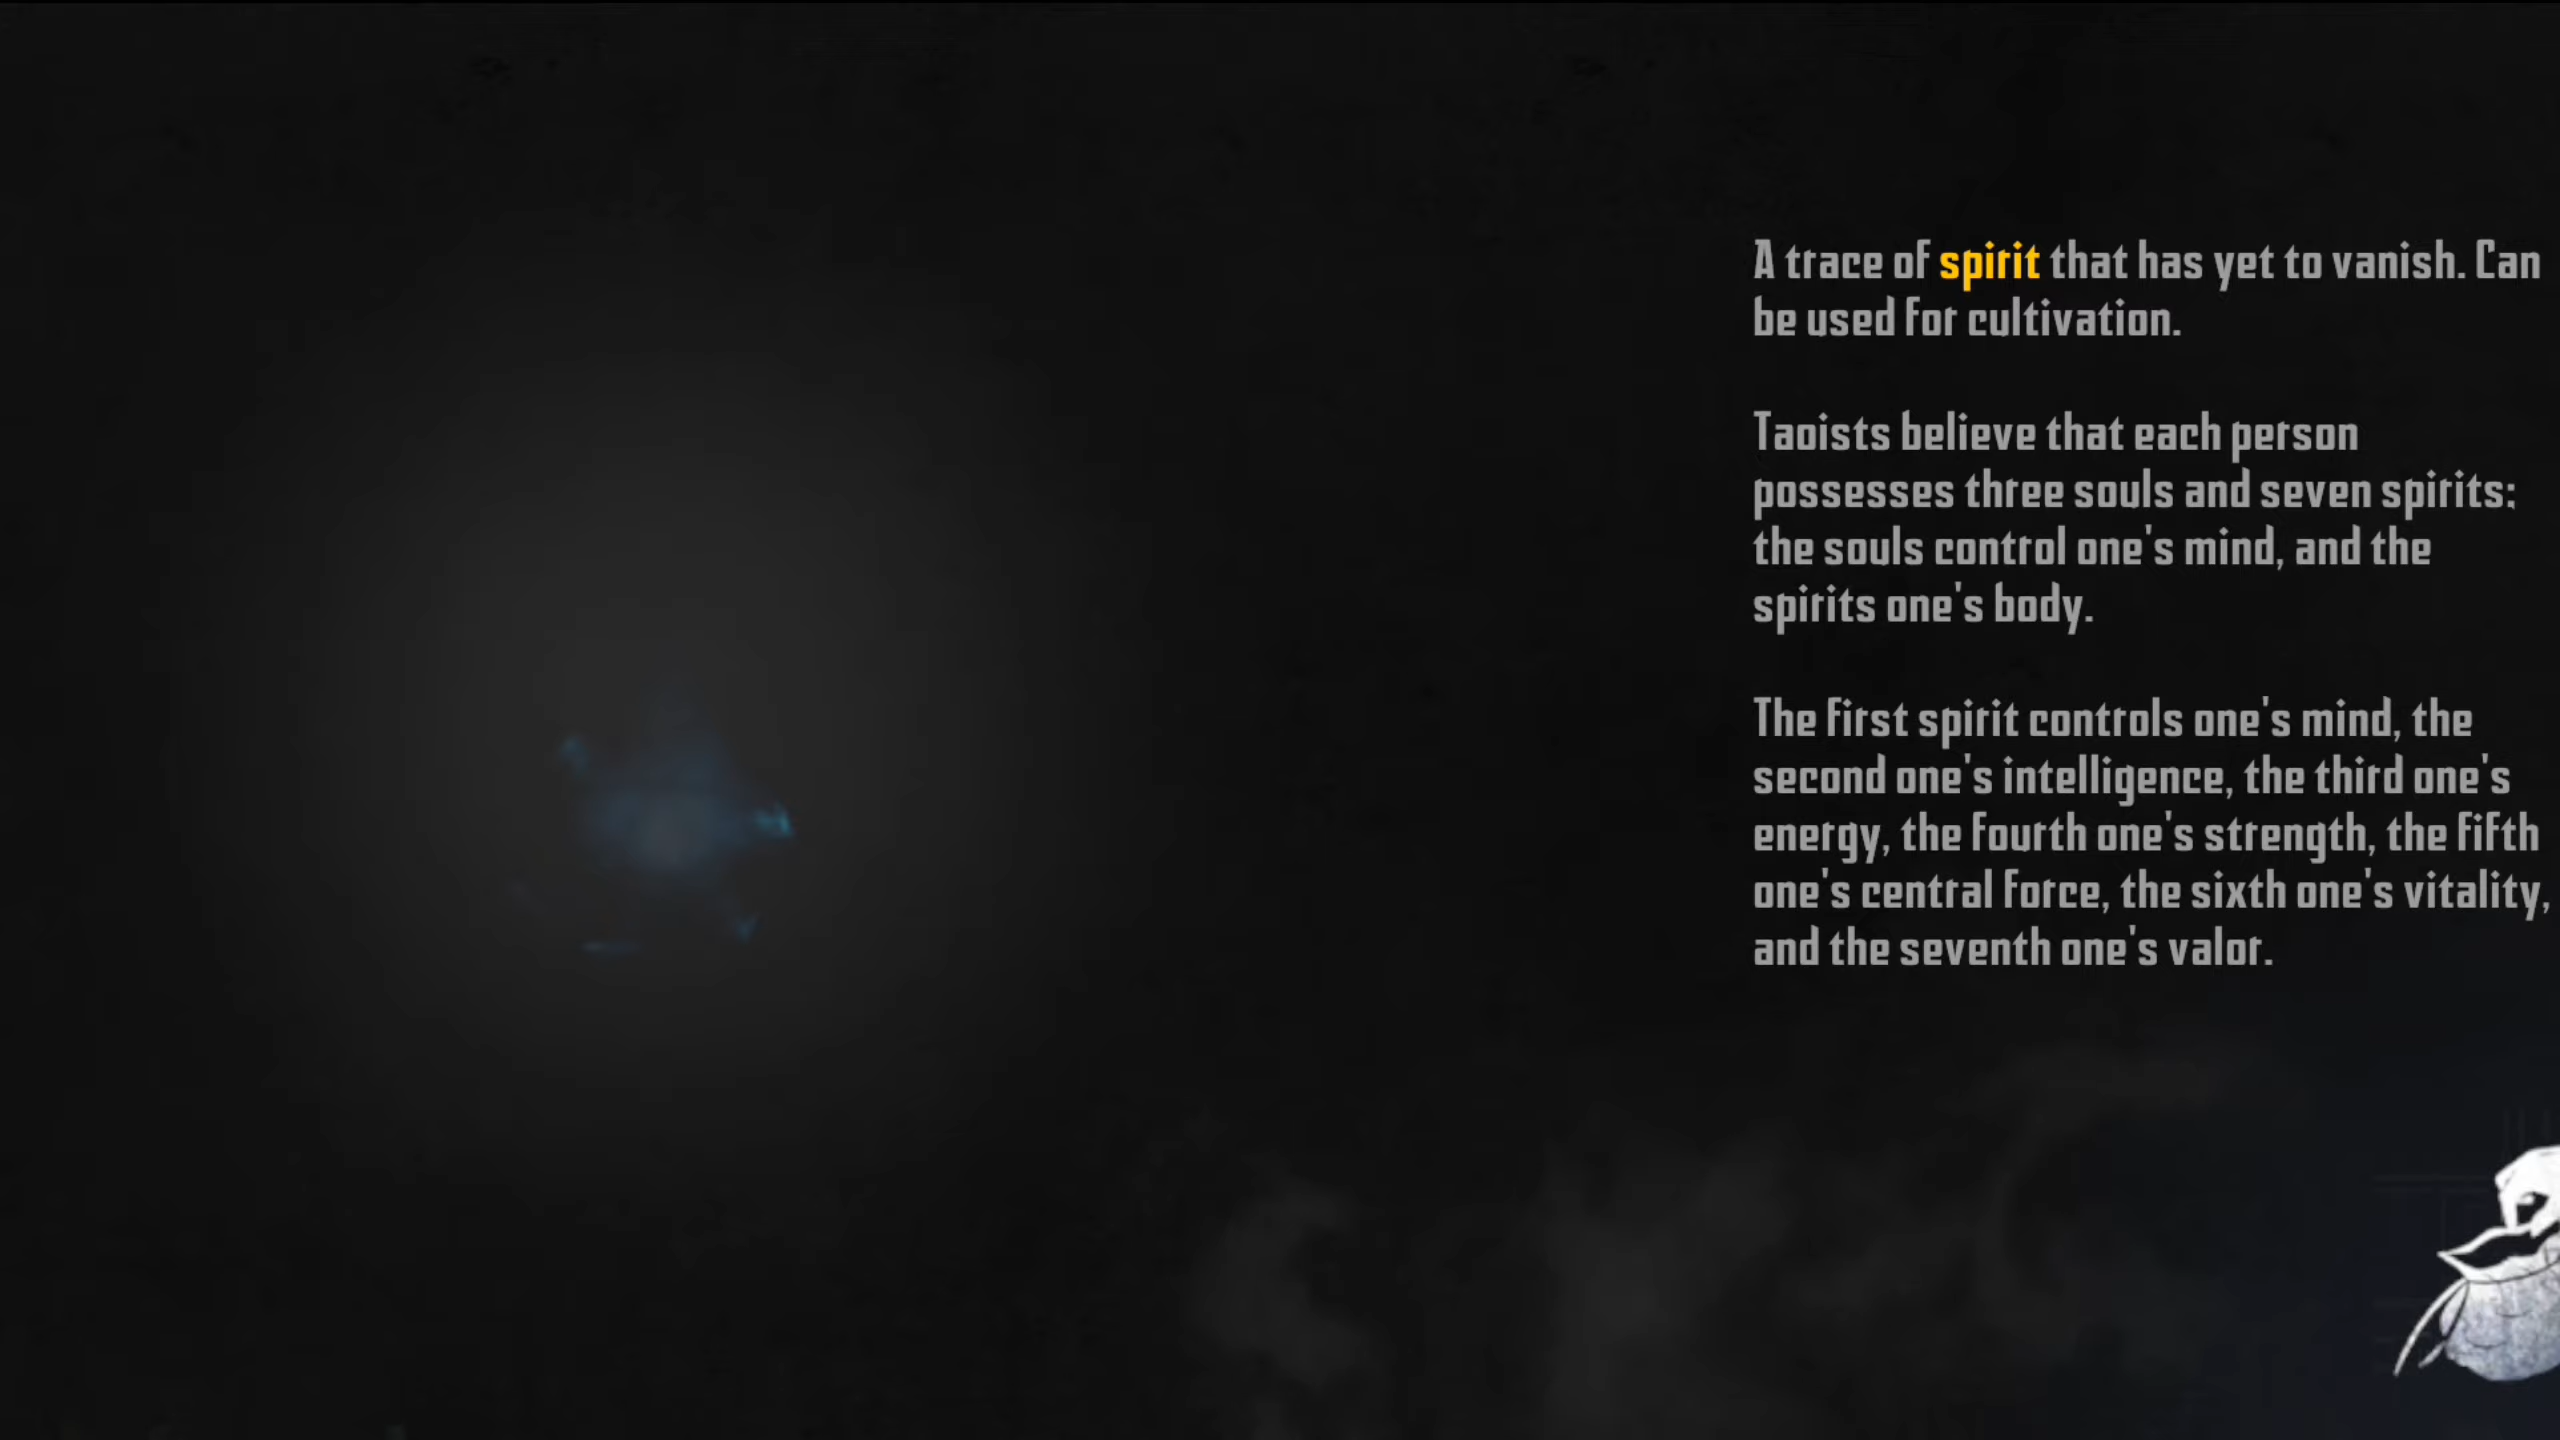 A trace of spirit that has yet to vanish. Can
be used for cultivation.
Taoists believe that each person
possesses three souls and seven spirits:
the souls control one's mind, and the
spirits one's body.
The first spirit controls one's mind, the
second one's intelligence, the third one's
energy, the fourth one's strength, the fifth
one's central force, the sixth one's vitality,
and the seventh one's valor.